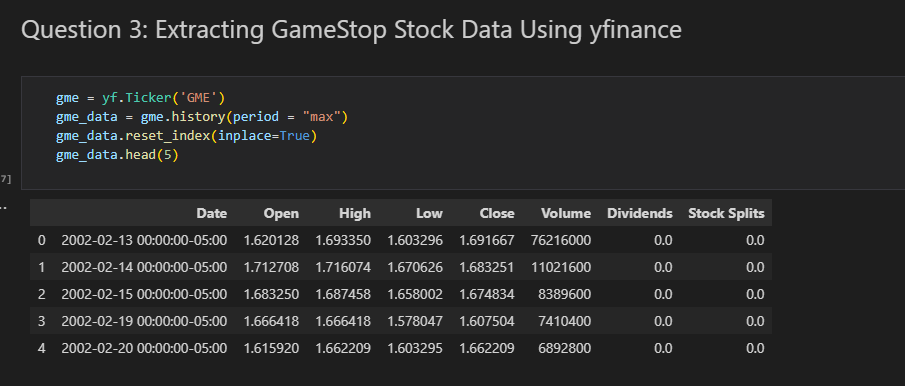 Question 3: Extracting GameStop Stock Data Using yfinance
gme = yf.Ticker('GME')
gme_data = gme.history(period = "max")
gme_data.reset_index(inplace=True)
gme_data.head(5)
7]
..
Date Open High Low Close Volume Dividends Stock Splits
0 2002-02-13 00:00:00-05:00 1.620128 1.693350 1.603296 1.691667 76216000 0.0 0.0
1 2002-02-14 00:00:00-05:00 1.712708 1.716074 1.670626 1.683251 11021600 0.0 0.0
2 2002-02-15 00:00:00-05:00 1.683250 1.687458 1.658002 1.674834 8389600 0.0 0.0
3 2002-02-19 00:00:00-05:00 1.666418 1.666418 1.578047 1.607504 7410400 0.0 0.0
4 2002-02-20 00:00:00-05:00 1.615920 1.662209 1.603295 1.662209 6892800 0.0 0.0